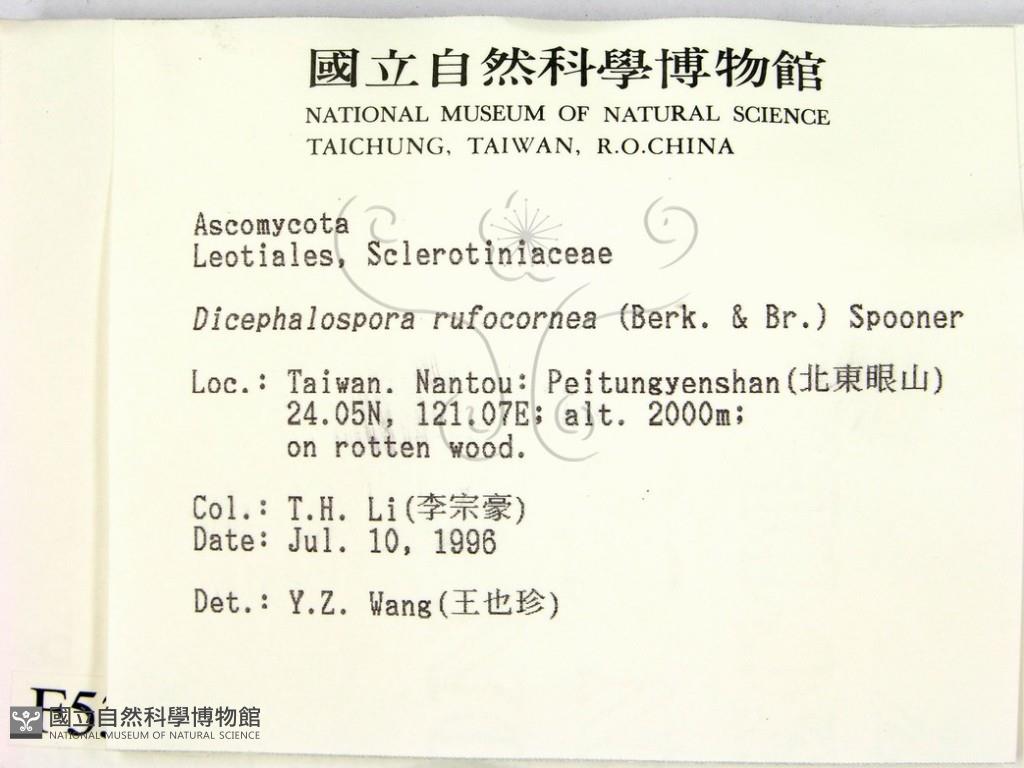 國立自然科學博物館
NATIONAL MUSEUM OF NATURAL SCIENCE
TAICHUNG, TAIWAN, R.O.CHINA
Ascomycota
Leotiales, Sclerotiniaceae
Dicephalospora rufocornea (Berk. & Br.) Spooner
Loc.: Taiwan. Nantou: Peitungyenshan(北東眼山)
24.05N, 121.07E; alt. 2000m;
on rotten wood.
Col.: T.H. Li(李宗豪)
Date: Jul. 10, 1996
Det.: Y.Z. Wang(王也珍)
國立自然科學博物館
NATIONAL MUSEUM OF NATURAL SCIENCE